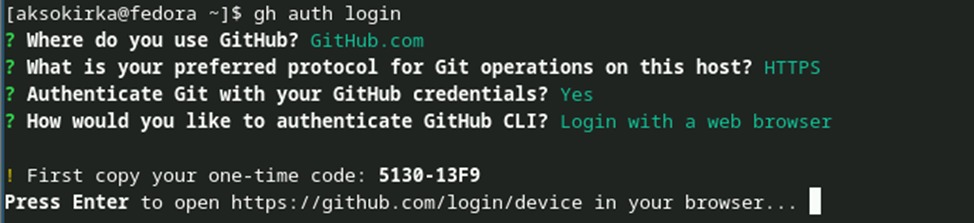 [aksokirka@fedora ~]$ gh auth login
? Where do you use GitHub? GitHub.com
? What is your preferred protocol for Git operations on this host? HTTPS
? Authenticate Git with your GitHub credentials? Yes
? How would you like to authenticate GitHub CLI? Login with a web browser
! First copy your one-time code: 5130-13F9
Press Enter to open https://github.com/login/device in your browser...